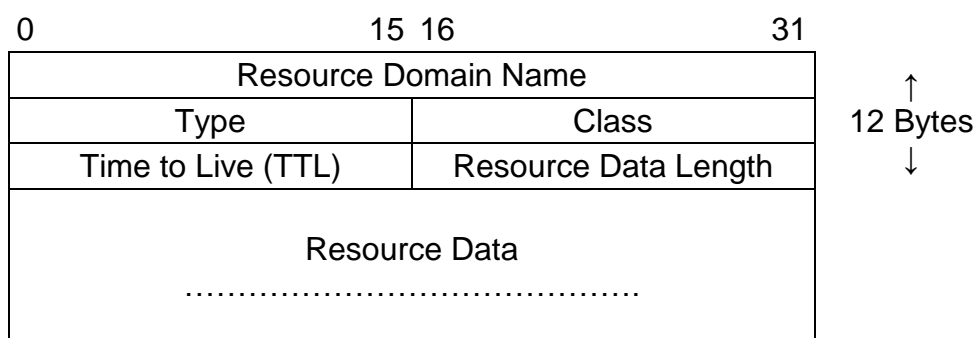 0 15 16 31
Resource Domain Name
↑
Type Class 12 Bytes
Time to Live (TTL) Resource Data Length ↓
Resource Data
……………………………………